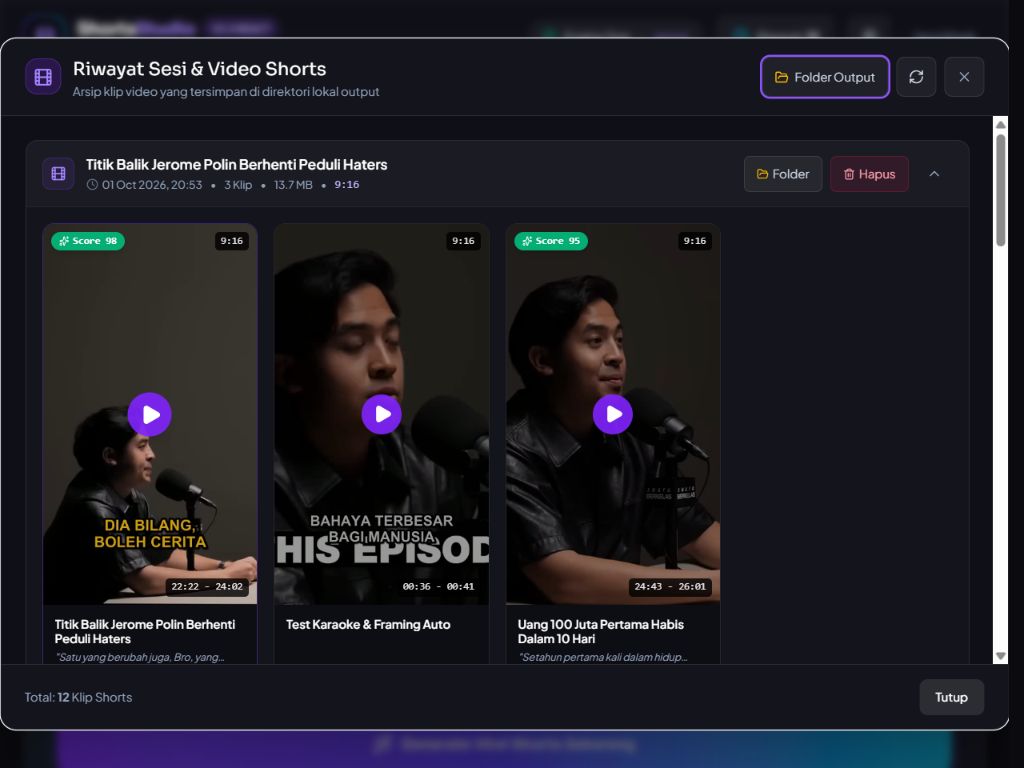 Riwayat Sesi & Video Shorts
Arsip klip video yang tersimpan di direktori lokal output
Folder Output
Titik Balik Jerome Polin Berhenti Peduli Haters
01 Oct 2026, 20:53 • 3 Klip • 13.7 MB • 9:16
Folder
Hapus
Score 98
9:16
DIA BILANG,
BOLEH CERITA
22:22 - 24:02
Titik Balik Jerome Polin Berhenti
Peduli Haters
"Satu yang berubah juga, Bro, yang...
9:16
BAHAYA TERBESAR
BAGI MANUSIA,
HIS EPISOD
00:36 - 00:41
Test Karaoke & Framing Auto
Score 95
9:16
24:43 - 26:01
Uang 100 Juta Pertama Habis
Dalam 10 Hari
"Setahun pertama kali dalam hidup...
Total: 12 Klip Shorts
Tutup